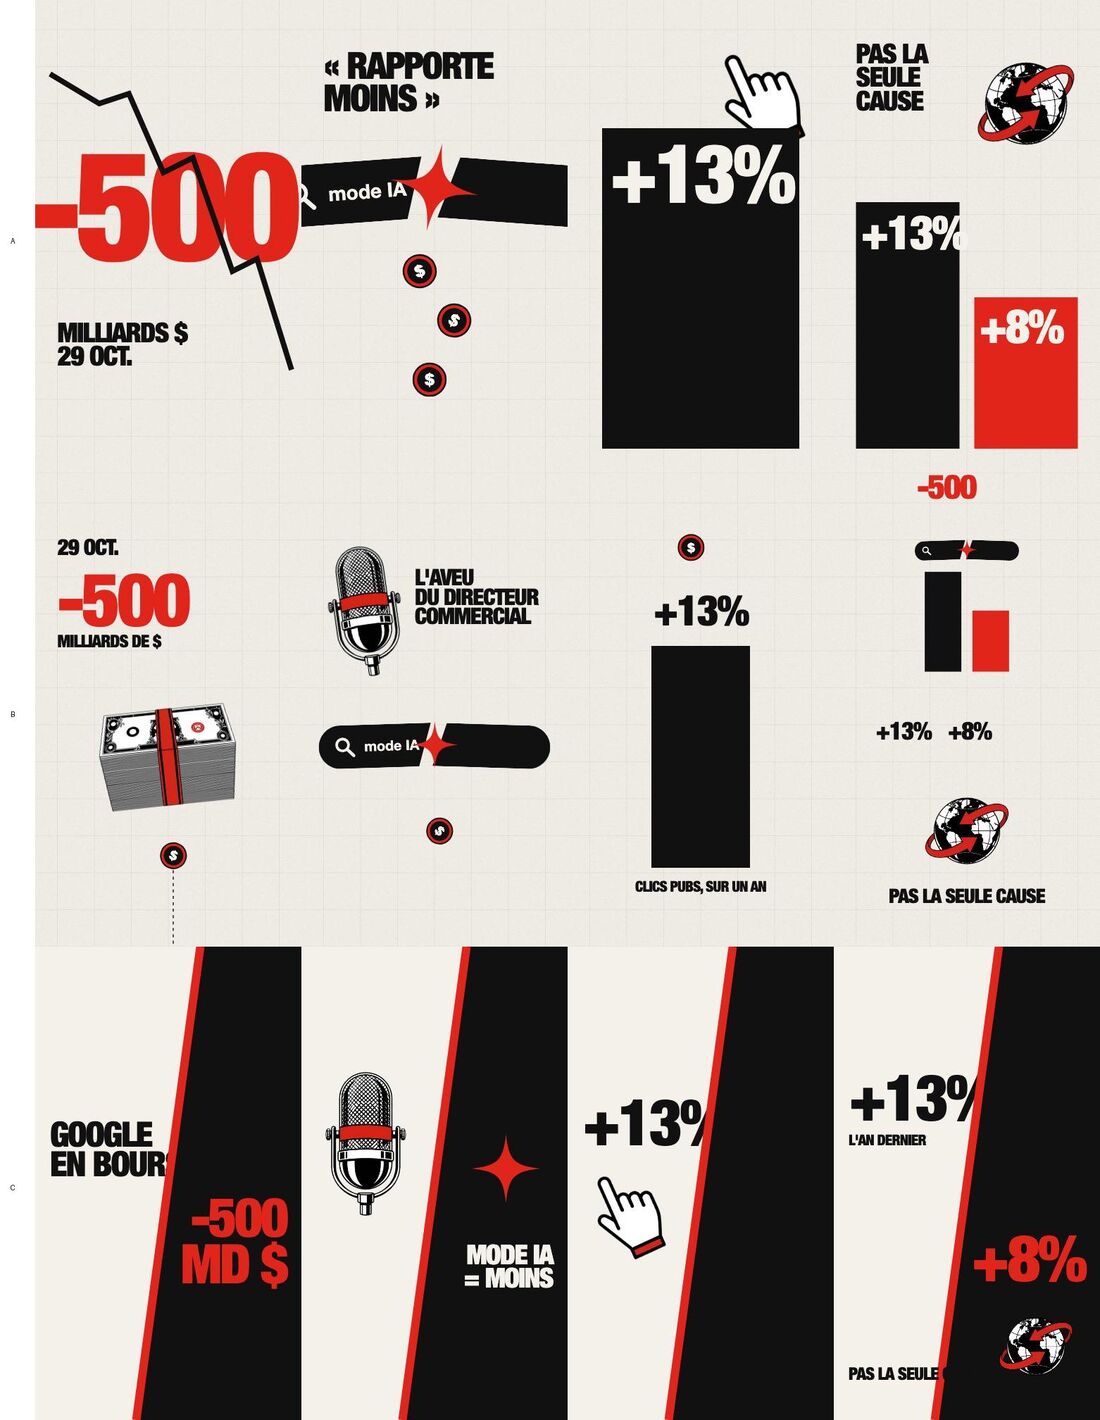 A
-500
MILLIARDS $
29 OCT.
« RAPPORTE
MOINS »
mode IA
$
$
$
+13%
PAS LA
SEULE
CAUSE
+13%
+8%
B
29 OCT.
-500
MILLIARDS DE $
$
L'AVEU
DU DIRECTEUR
COMMERCIAL
mode IA
$
$
+13%
CLICS PUBS, SUR UN AN
-500
+13% +8%
PAS LA SEULE CAUSE
C
GOOGLE
EN BOURS
-500
MD $
MODE IA
= MOINS
+13%
+13%
L'AN DERNIER
+8%
PAS LA SEULE